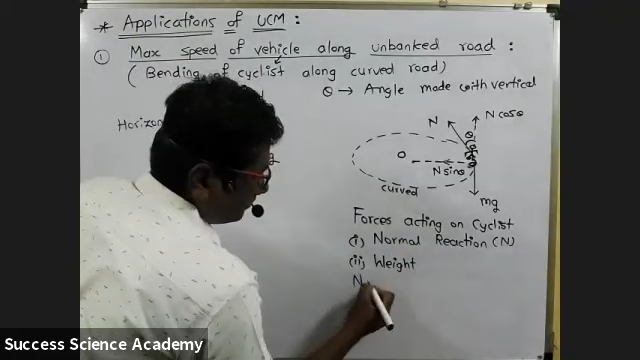 * Applications of UCM :
① Max speed of vehicle along unbanked road :
( Bending of cyclist along curved road)
θ → Angle made with vertical
N cosθ
N
θ
O
N sinθ
curved
mg
Forces acting on Cyclist
(i) Normal Reaction (N)
(ii) Weight
N
Success Science Academy